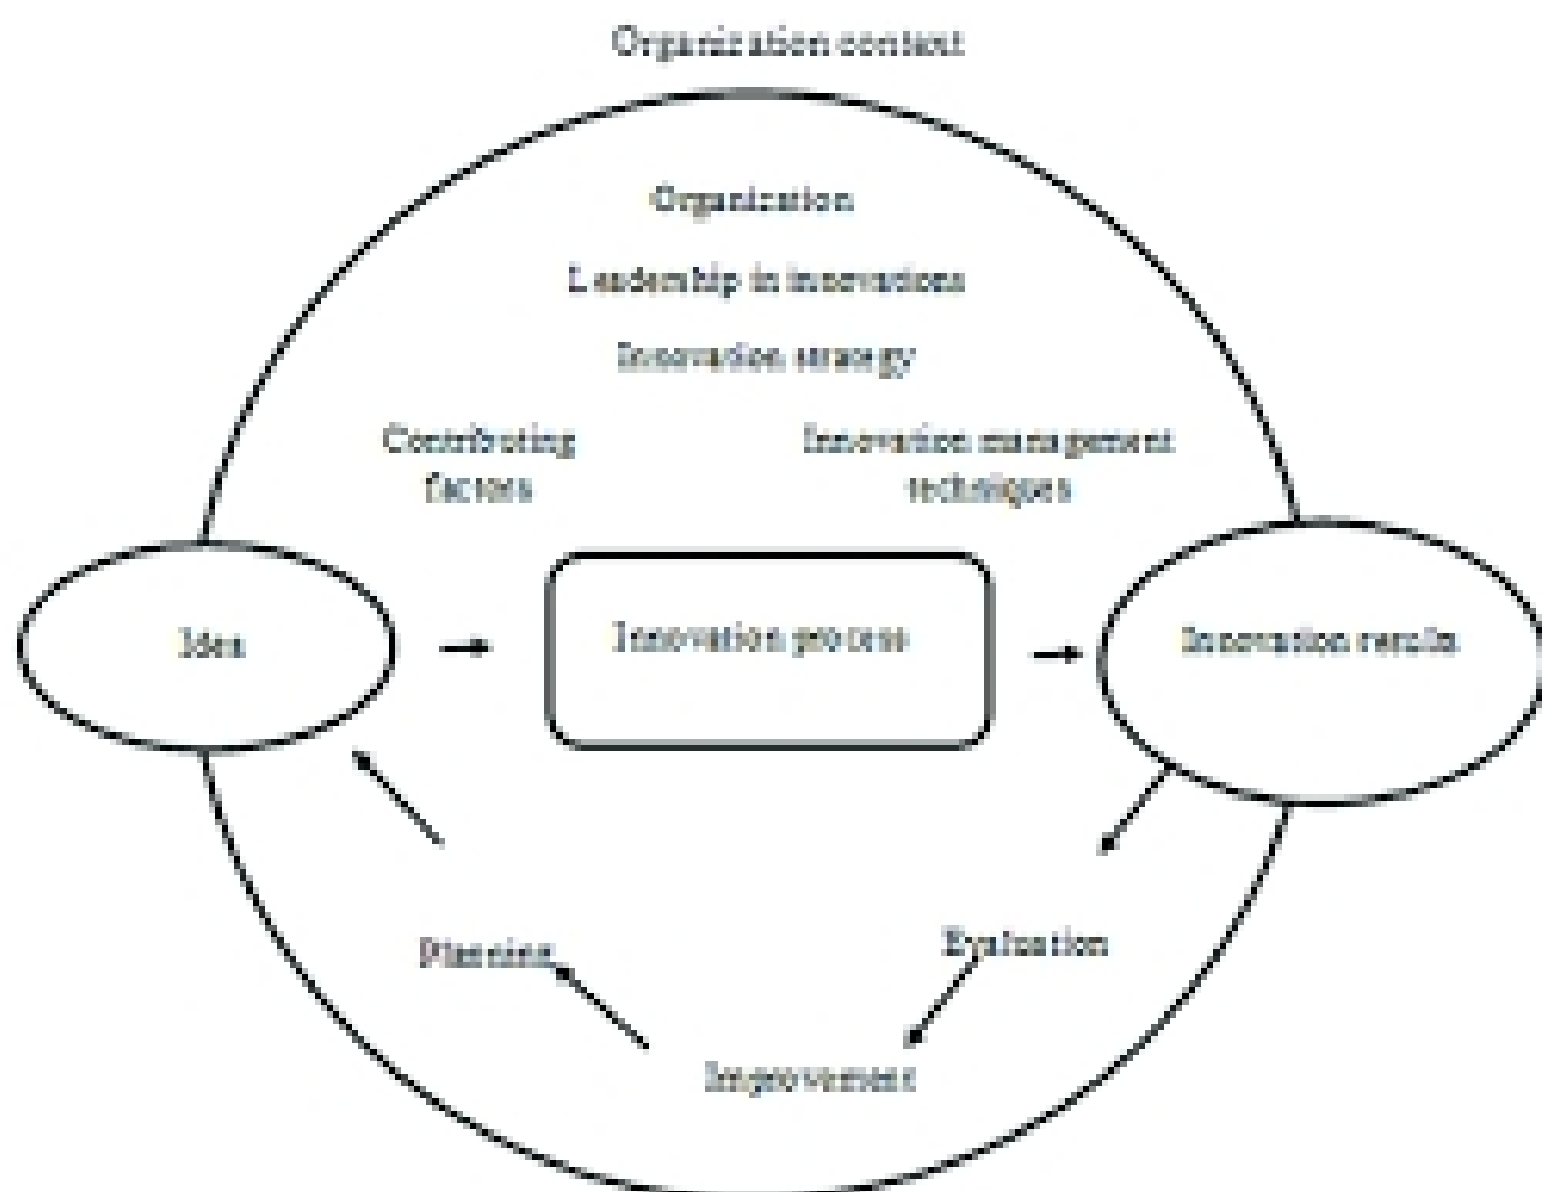 Organization context
Organization
Leadership in innovations
Innovation strategy
Contributing
factors
Innovation management
techniques
Idea
Innovation process
Innovation results
Planning
Evaluation
Improvement